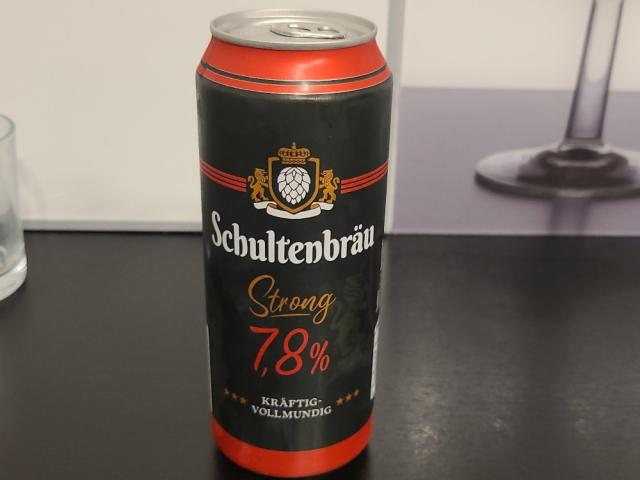 Schultenbräu
Strong
7,8%
KRÄFTIG-
VOLLMUNDIG